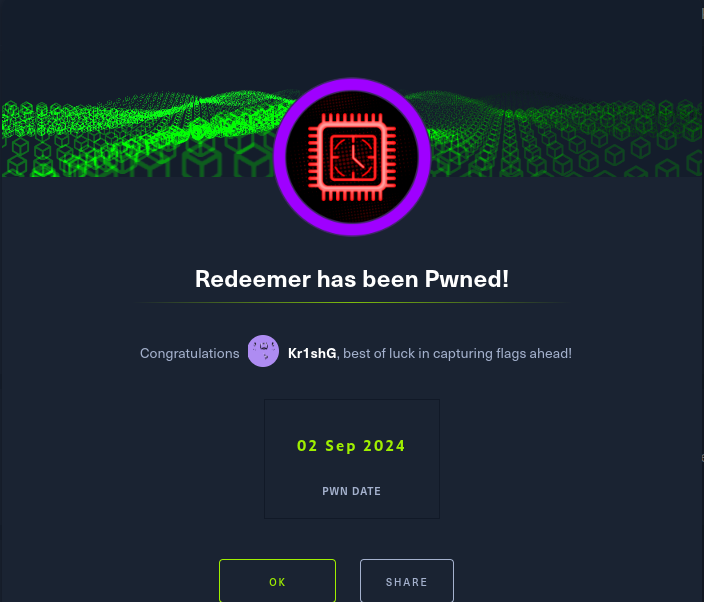 Redeemer has been Pwned!
Congratulations Kr1shG, best of luck in capturing flags ahead!
02 Sep 2024
PWN DATE
OK SHARE